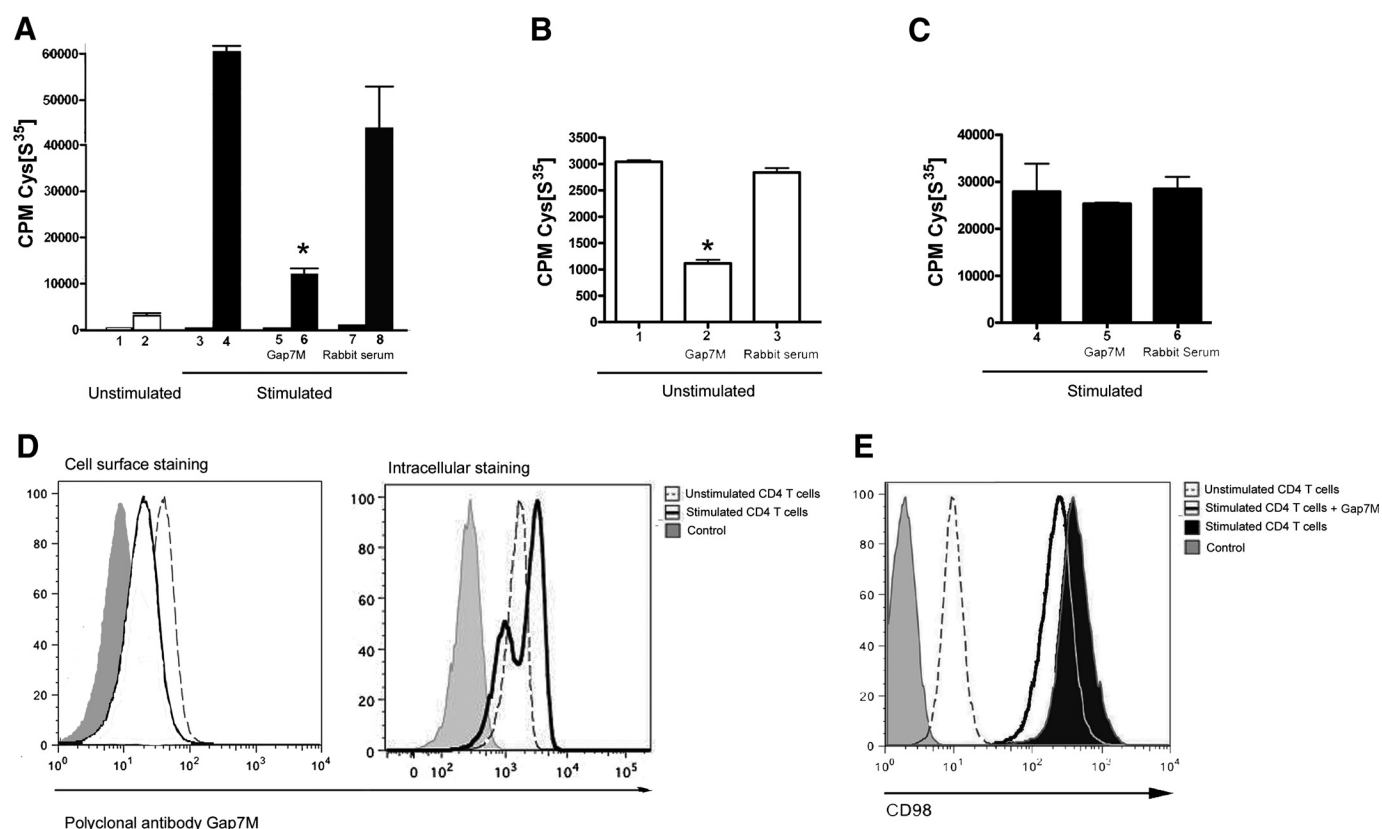 A
CPM Cys[S35]
60000
50000
40000
30000
20000
10000
0
*
1 2 3 4 5 6 7 8
Gap7M Rabbit serum
Unstimulated Stimulated
B
CPM Cys[S35]
3500
3000
2500
2000
1500
1000
500
0
*
1 2 3
Gap7M Rabbit serum
Unstimulated
C
CPM Cys[S35]
40000
30000
20000
10000
0
4 5 6
Gap7M Rabbit Serum
Stimulated
D
Cell surface staining
100
80
60
40
20
0
10^0 10^1 10^2 10^3 10^4
Intracellular staining
100
80
60
40
20
0
0 10^2 10^3 10^4 10^5
Unstimulated CD4 T cells
Stimulated CD4 T cells
Control
Polyclonal antibody Gap7M
E
100
80
60
40
20
0
10^0 10^1 10^2 10^3 10^4
CD98
Unstimulated CD4 T cells
Stimulated CD4 T cells + Gap7M
Stimulated CD4 T cells
Control